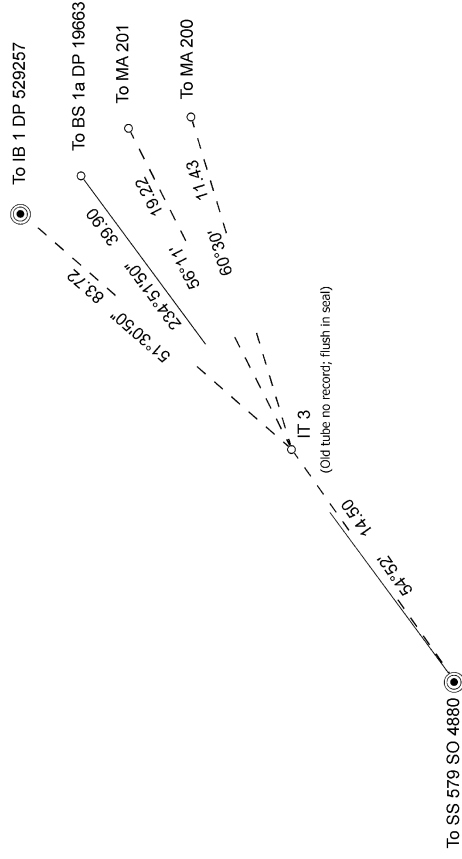 To IB 1 DP 529257
To BS 1a DP 19663
To MA 201
To MA 200
83.72
51°30'50"
39.90
234°51'50"
19.22
56°11'
11.43
60°30'
IT 3
(Old tube no record; flush in seal)
14.50
54°52'
To SS 579 SO 4880